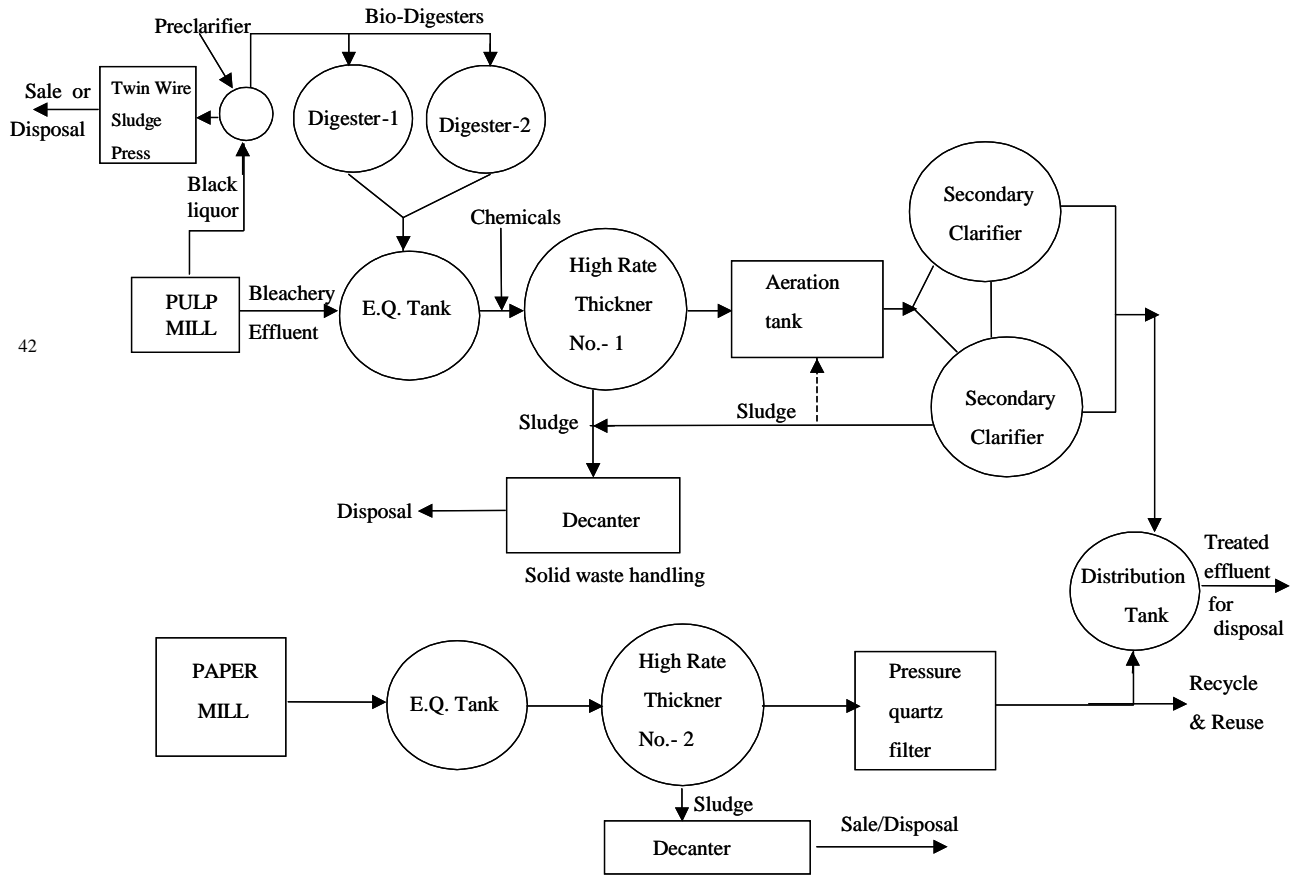 Bio-Digesters
Preclarifier
Sale or
Disposal
Twin Wire
Sludge
Press
Digester-1
Digester-2
Black
liquor
Chemicals
Secondary
Clarifier
PULP
MILL
Bleachery
Effluent
E.Q. Tank
High Rate
Thickner
No.- 1
Aeration
tank
42
Secondary
Clarifier
Sludge
Sludge
Disposal
Decanter
Solid waste handling
Distribution
Tank
Treated
effluent
for
disposal
PAPER
MILL
E.Q. Tank
High Rate
Thickner
No.- 2
Pressure
quartz
filter
Recycle
& Reuse
Sludge
Decanter
Sale/Disposal